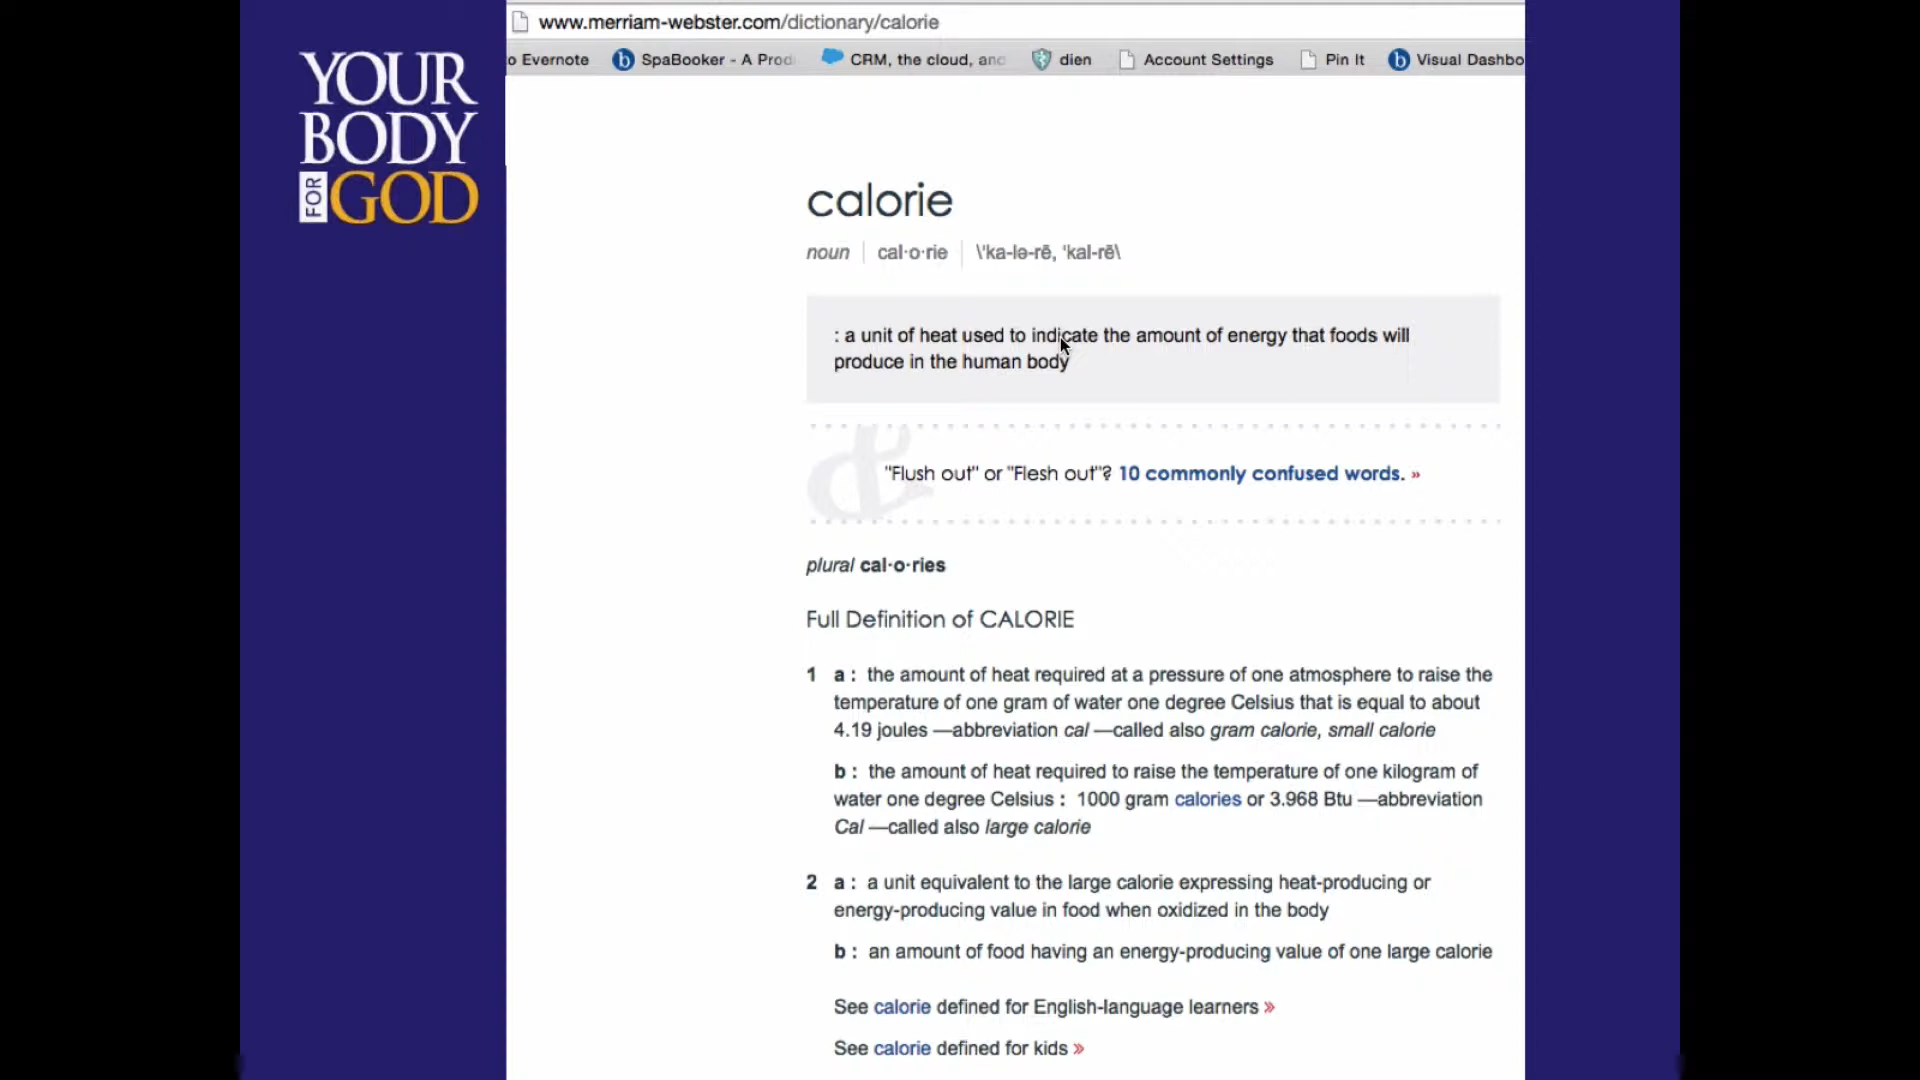 YOUR
BODY
FOR GOD
www.merriam-webster.com/dictionary/calorie
o Evernote SpaBooker - A Prod CRM, the cloud, and dien Account Settings Pin It Visual Dashbo
calorie
noun cal·o·rie \ˈka-lə-rē, ˈkal-rē\
: a unit of heat used to indicate the amount of energy that foods will
produce in the human body
"Flush out" or "Flesh out"? 10 commonly confused words. »
plural cal·o·ries
Full Definition of CALORIE
1 a : the amount of heat required at a pressure of one atmosphere to raise the
temperature of one gram of water one degree Celsius that is equal to about
4.19 joules —abbreviation cal —called also gram calorie, small calorie
b : the amount of heat required to raise the temperature of one kilogram of
water one degree Celsius : 1000 gram calories or 3.968 Btu —abbreviation
Cal —called also large calorie
2 a : a unit equivalent to the large calorie expressing heat-producing or
energy-producing value in food when oxidized in the body
b : an amount of food having an energy-producing value of one large calorie
See calorie defined for English-language learners »
See calorie defined for kids »